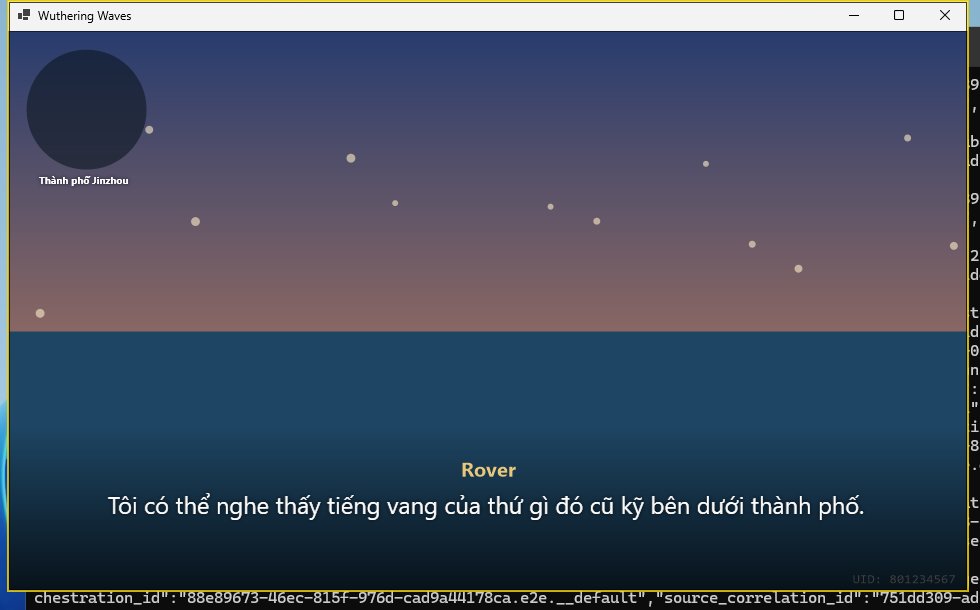 Wuthering Waves
Thành phố Jinzhou
Rover
Tôi có thể nghe thấy tiếng vang của thứ gì đó cũ kỹ bên dưới thành phố.
UID: 801234567
chestration_id":"88e89673-46ec-815f-976d-cad9a44178ca.e2e.__default","source_correlation_id":"751dd309-ad